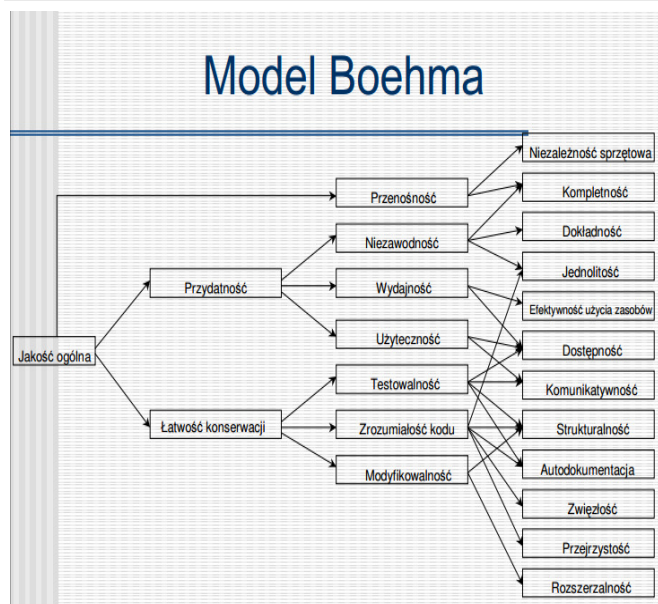 Model Boehma
Niezależność sprzętowa
Przenośność
Kompletność
Niezawodność
Dokładność
Jednolitość
Przydatność
Wydajność
Efektywność użycia zasobów
Jakość ogólna
Użyteczność
Dostępność
Testowalność
Komunikatywność
Łatwość konserwacji
Zrozumiałość kodu
Strukturalność
Modyfikowalność
Autodokumentacja
Zwięzłość
Przejrzystość
Rozszerzalność